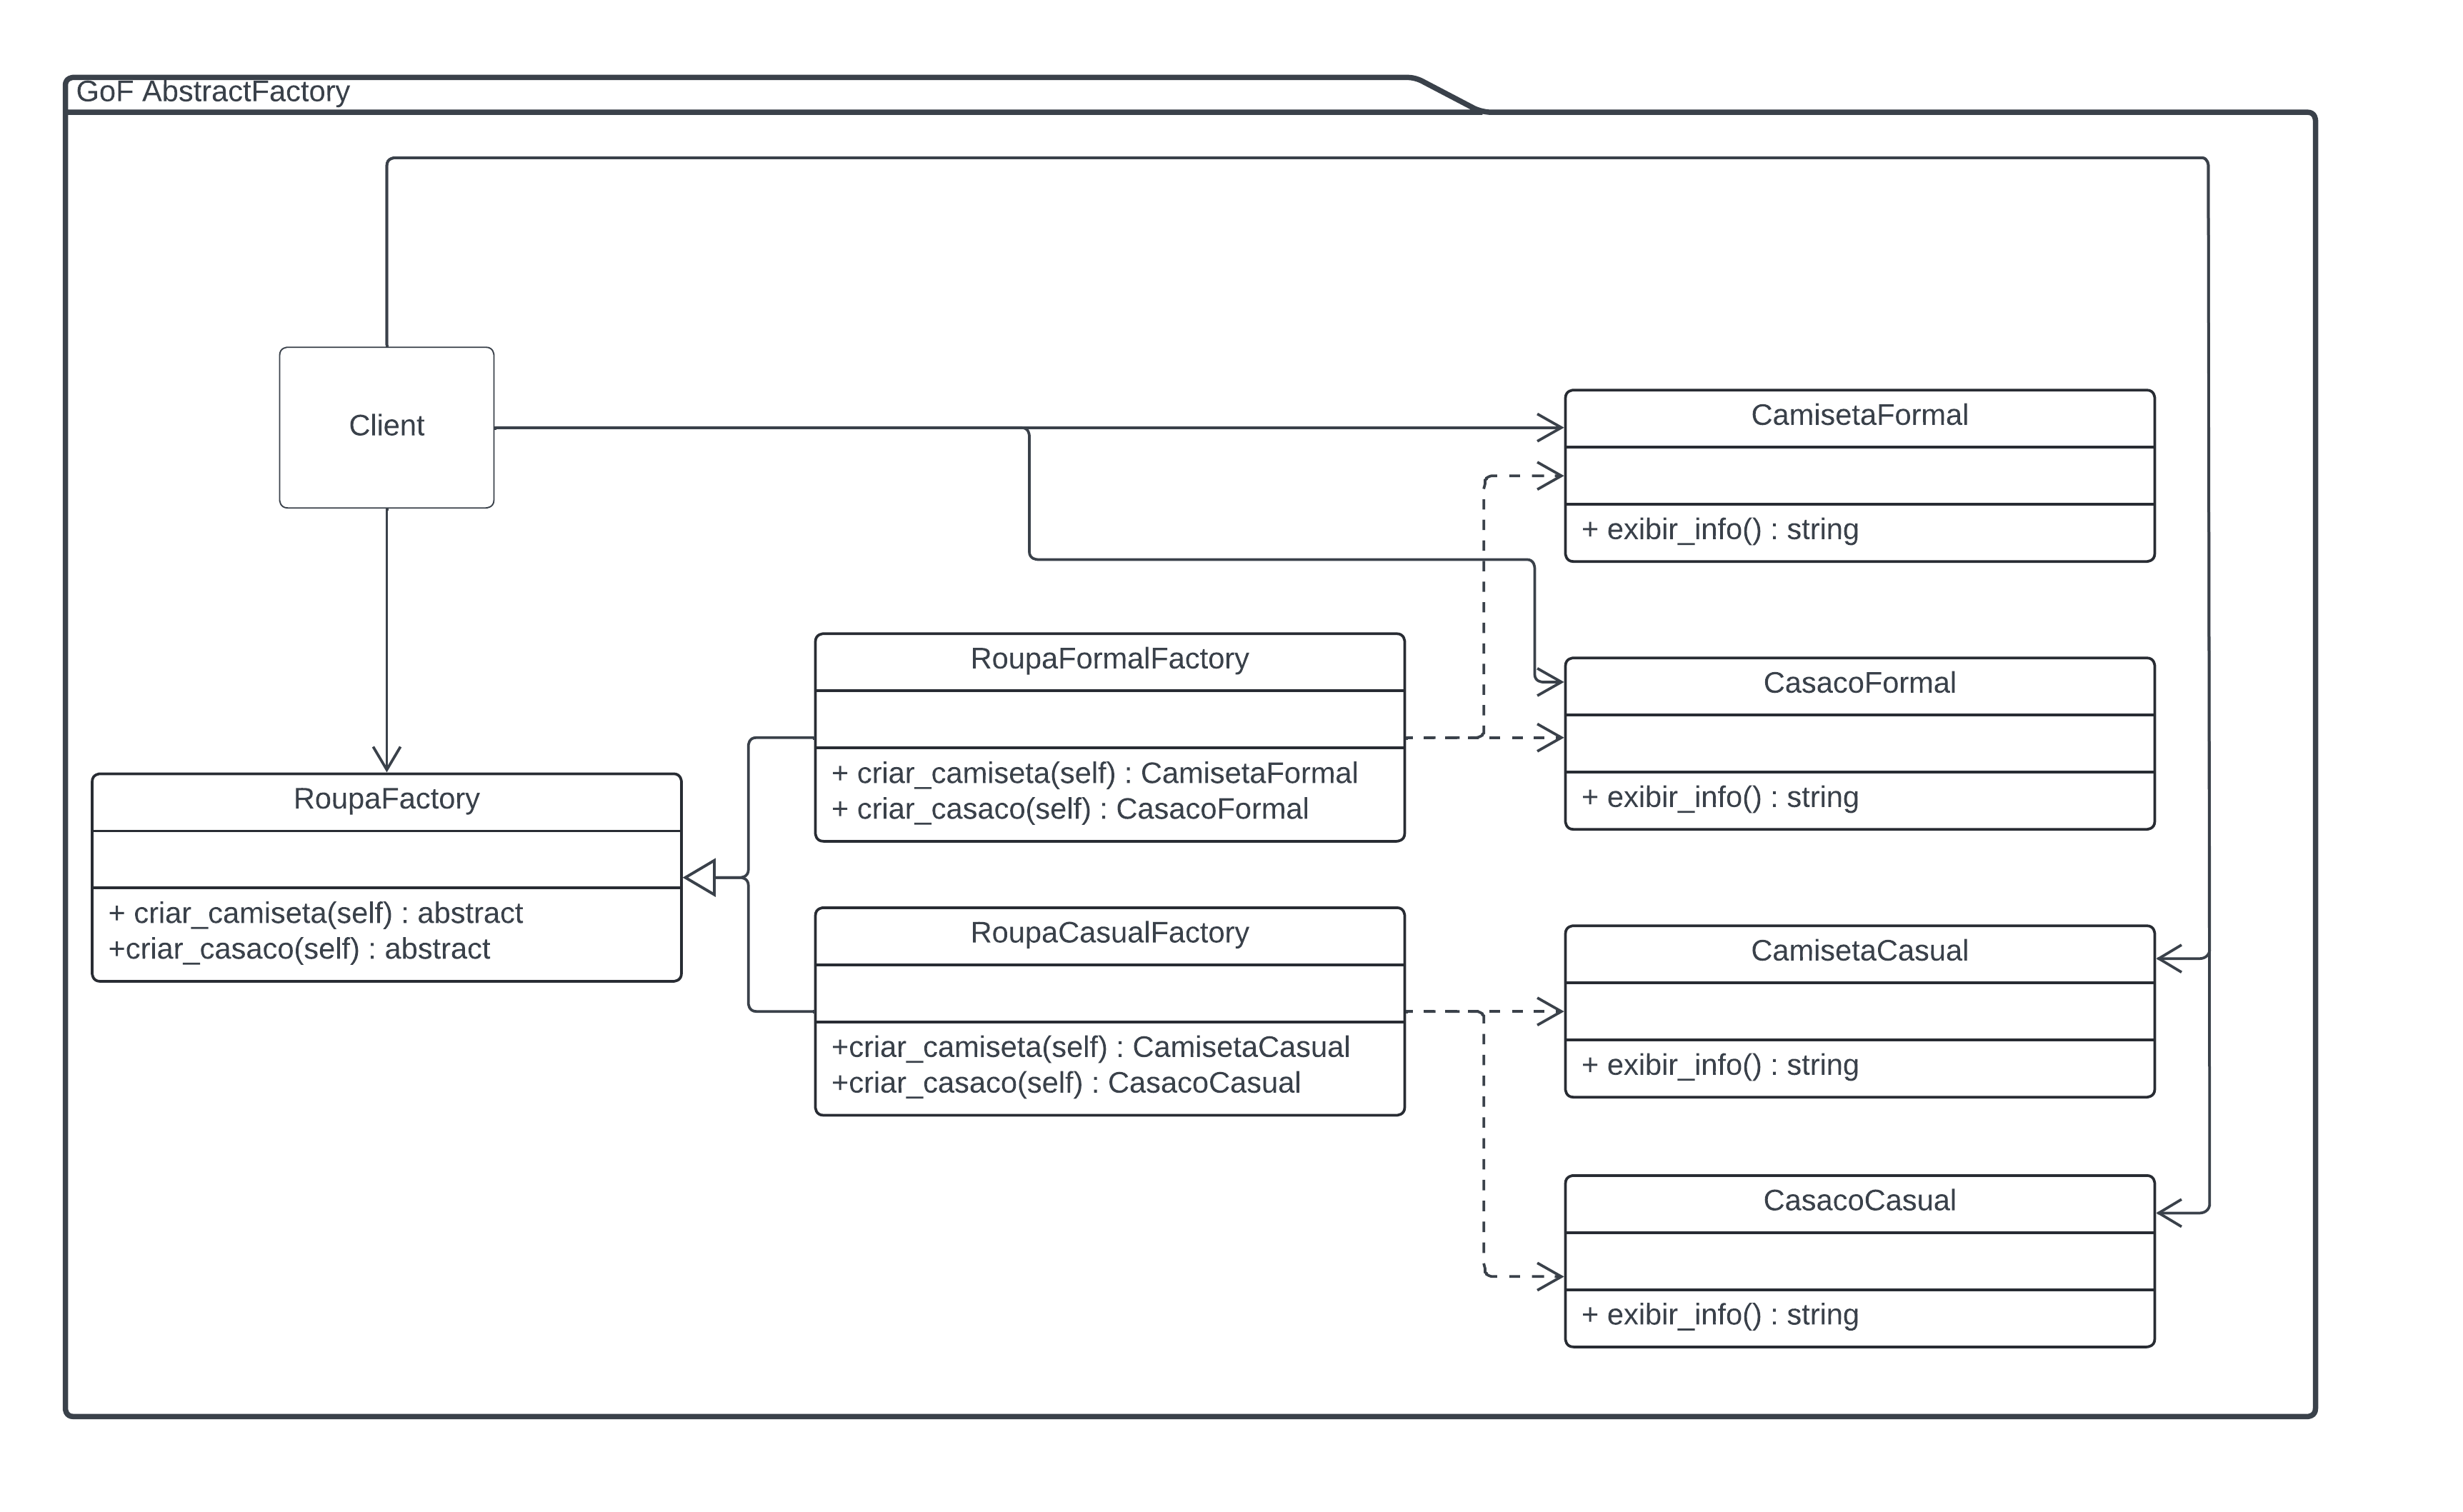 GoF AbstractFactory
Client
CamisetaFormal
+ exibir_info() : string
RoupaFormalFactory
+ criar_camiseta(self) : CamisetaFormal
+ criar_casaco(self) : CasacoFormal
CasacoFormal
+ exibir_info() : string
RoupaFactory
+ criar_camiseta(self) : abstract
+criar_casaco(self) : abstract
RoupaCasualFactory
+criar_camiseta(self) : CamisetaCasual
+criar_casaco(self) : CasacoCasual
CamisetaCasual
+ exibir_info() : string
CasacoCasual
+ exibir_info() : string